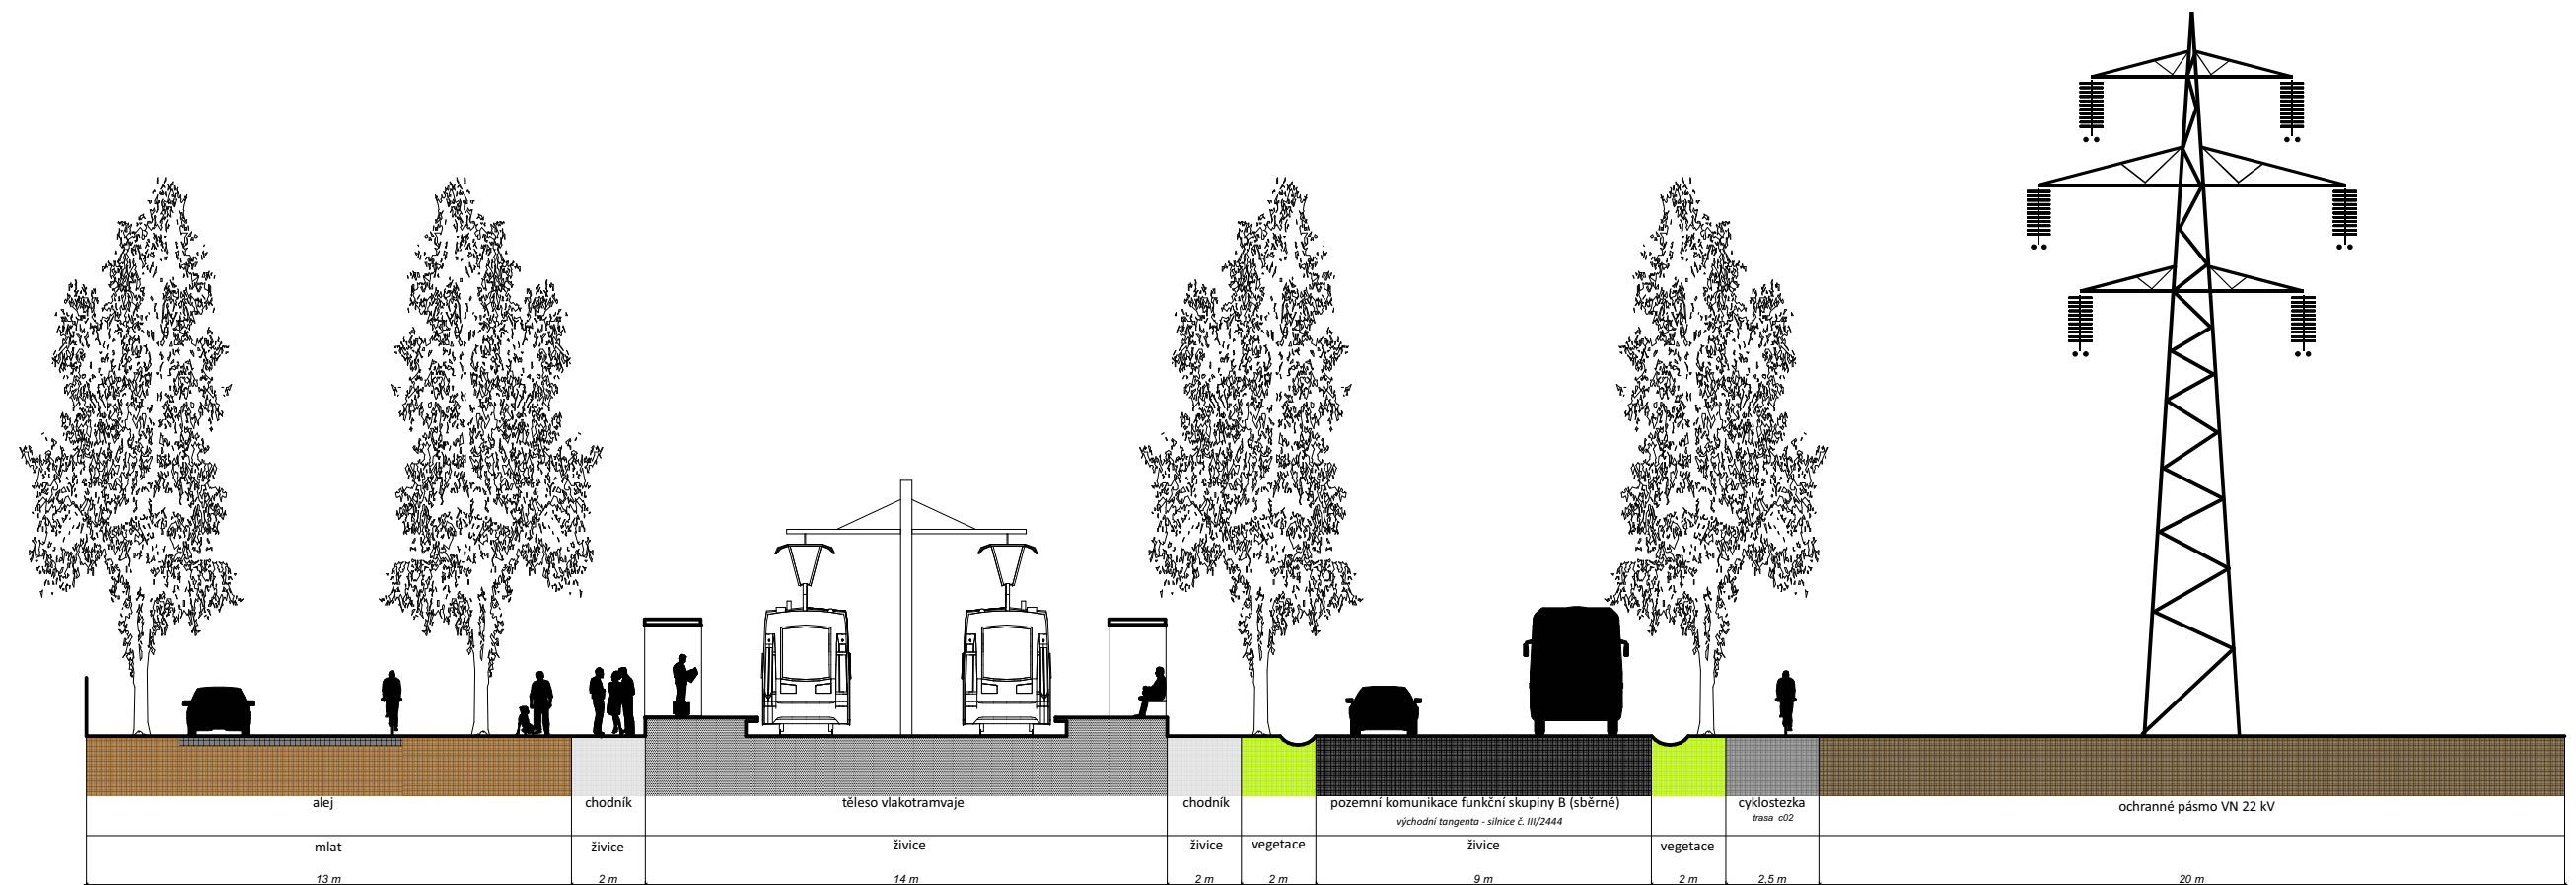 alej
chodník
těleso vlakotramvaje
chodník
pozemní komunikace funkční skupiny B (sběrné)
východní tangenta - silnice č. III/2444
cyklostezka
trasa c02
ochranné pásmo VN 22 kV
mlat
živice
živice
živice
vegetace
živice
vegetace
13 m
2 m
14 m
2 m
2 m
9 m
2 m
2,5 m
20 m